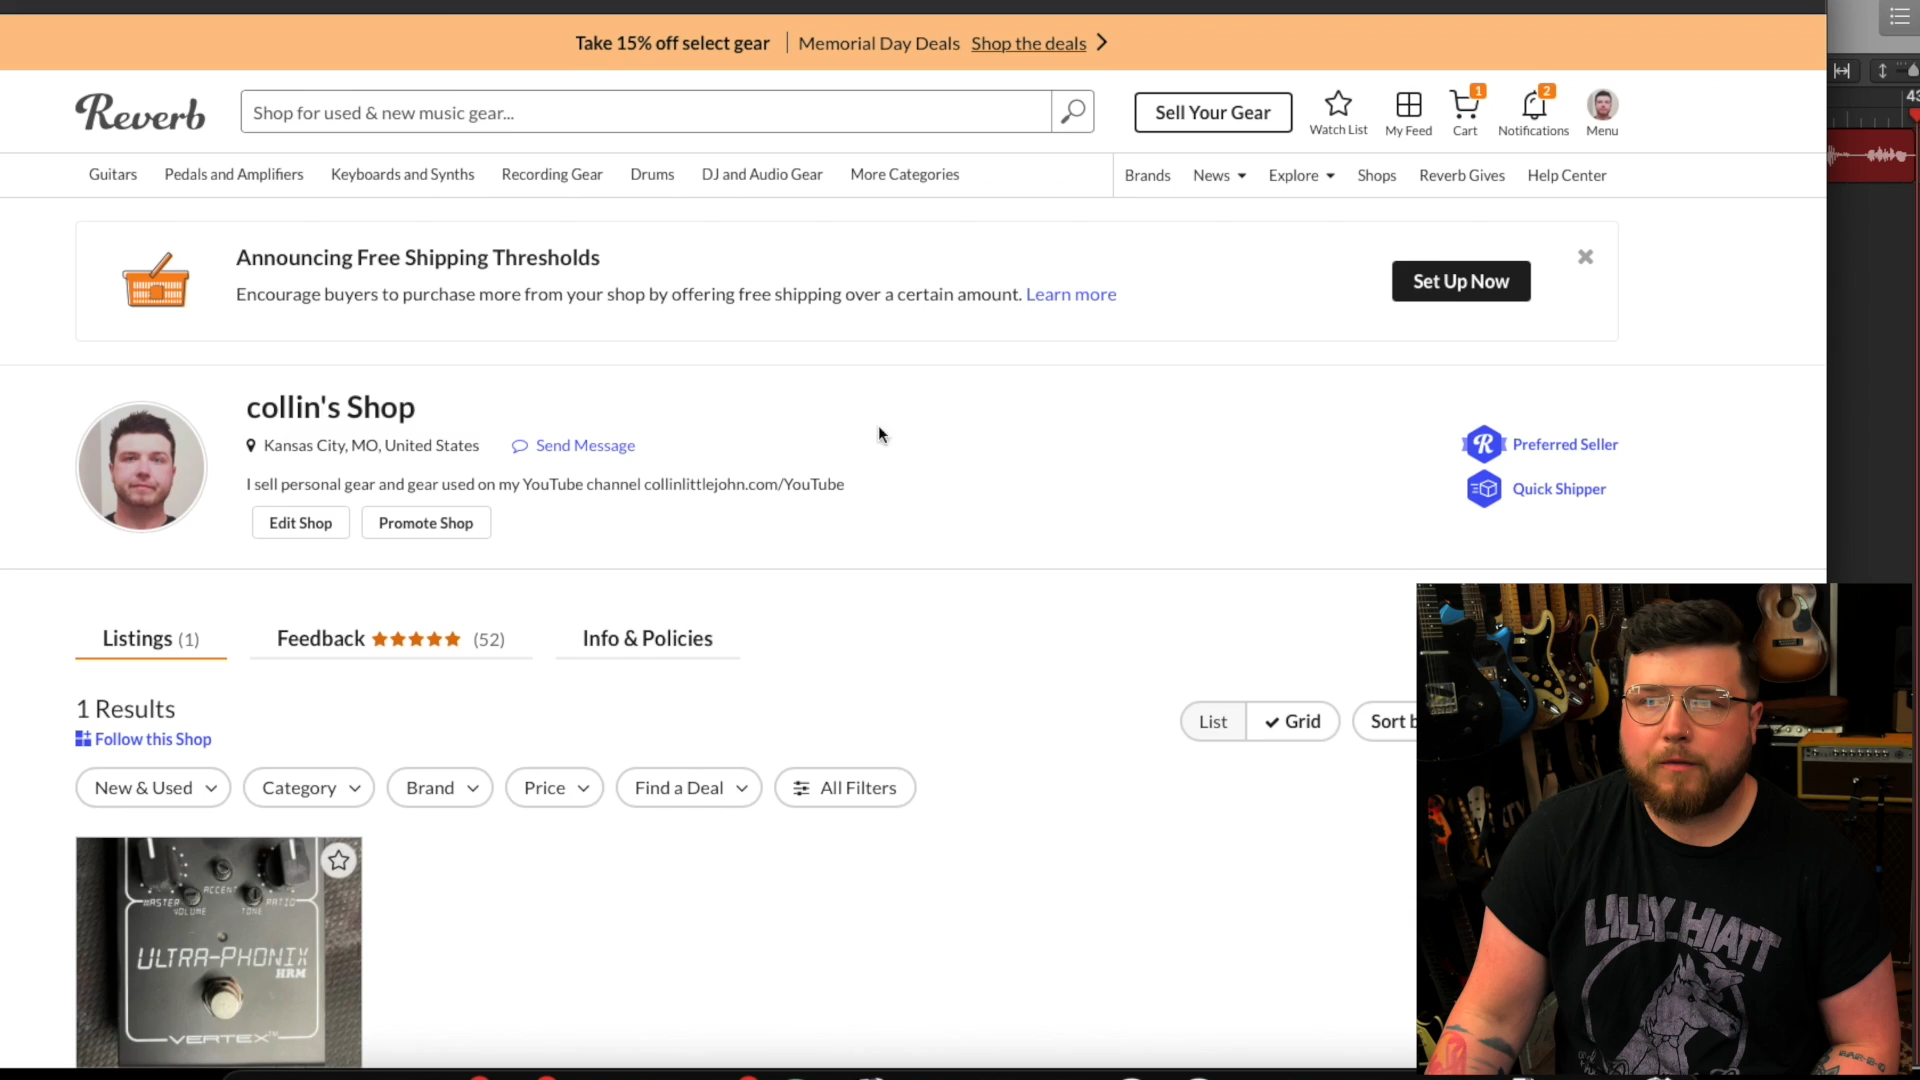 Take 15% off select gear | Memorial Day Deals Shop the deals
Reverb
Shop for used & new music gear...
Sell Your Gear
Watch List
My Feed
1
Cart
2
Notifications
Menu
Guitars Pedals and Amplifiers Keyboards and Synths Recording Gear Drums DJ and Audio Gear More Categories
Brands News Explore Shops Reverb Gives Help Center
Announcing Free Shipping Thresholds
Encourage buyers to purchase more from your shop by offering free shipping over a certain amount. Learn more
Set Up Now
collin's Shop
Kansas City, MO, United States Send Message
I sell personal gear and gear used on my YouTube channel collinlittlejohn.com/YouTube
Edit Shop Promote Shop
R Preferred Seller
Quick Shipper
Listings (1) Feedback (52) Info & Policies
1 Results
Follow this Shop
List Grid Sort b
New & Used Category Brand Price Find a Deal All Filters
ACCENT
MASTER RATIO
VOLUME TONE
ULTRA-PHONIX
HRM
VERTEX
LILLY HIATT
43